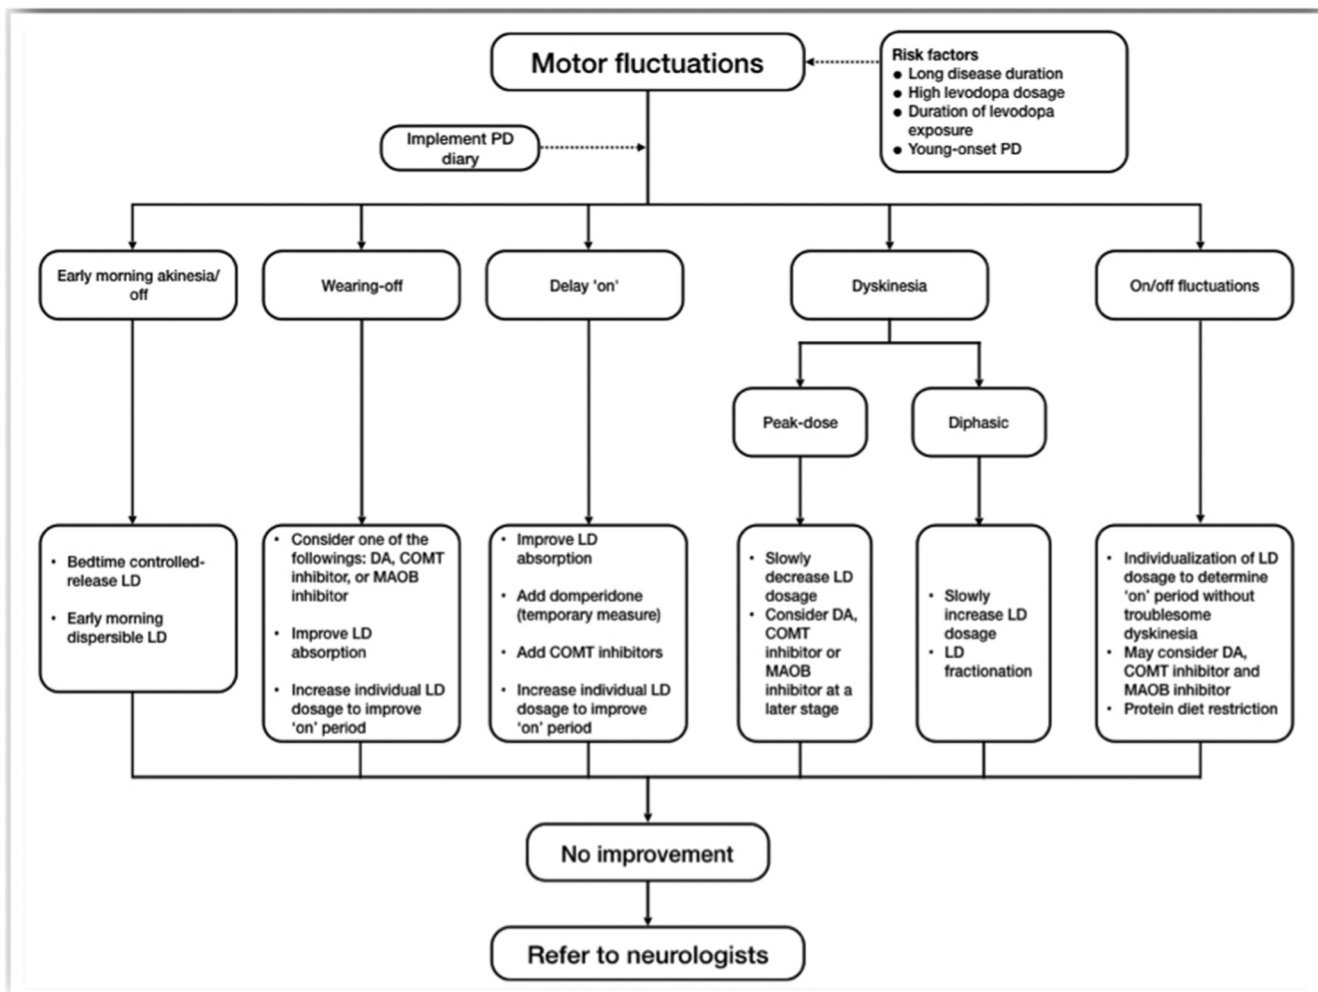 Motor fluctuations
Risk factors
● Long disease duration
● High levodopa dosage
● Duration of levodopa
exposure
● Young-onset PD
Implement PD
diary
Early morning akinesia/
off
Wearing-off
Delay 'on'
Dyskinesia
On/off fluctuations
Peak-dose
Diphasic
• Bedtime controlled-
release LD
• Early morning
dispersible LD
• Consider one of the
followings: DA, COMT
inhibitor, or MAOB
inhibitor
• Improve LD
absorption
• Increase individual LD
dosage to improve
‘on’ period
• Improve LD
absorption
• Add domperidone
(temporary measure)
• Add COMT inhibitors
• Increase individual LD
dosage to improve
‘on’ period
• Slowly
decrease LD
dosage
• Consider DA,
COMT
inhibitor or
MAOB
inhibitor at a
later stage
• Slowly
increase LD
dosage
• LD
fractionation
• Individualization of LD
dosage to determine
‘on’ period without
troublesome
dyskinesia
• May consider DA,
COMT inhibitor and
MAOB inhibitor
• Protein diet restriction
No improvement
Refer to neurologists